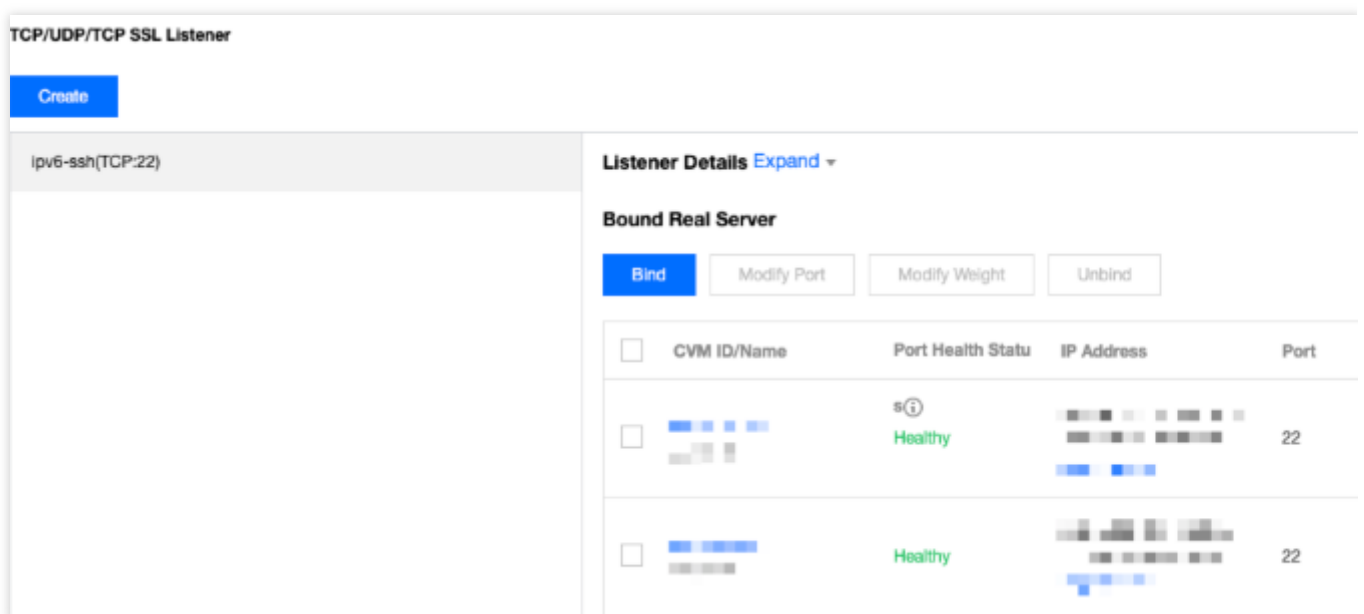 TCP/UDP/TCP SSL Listener
Create
ipv6-ssh(TCP:22)
Listener Details Expand
Bound Real Server
Bind Modify Port Modify Weight Unbind
CVM ID/Name Port Health Statu IP Address Port
s
Healthy 22
Healthy 22